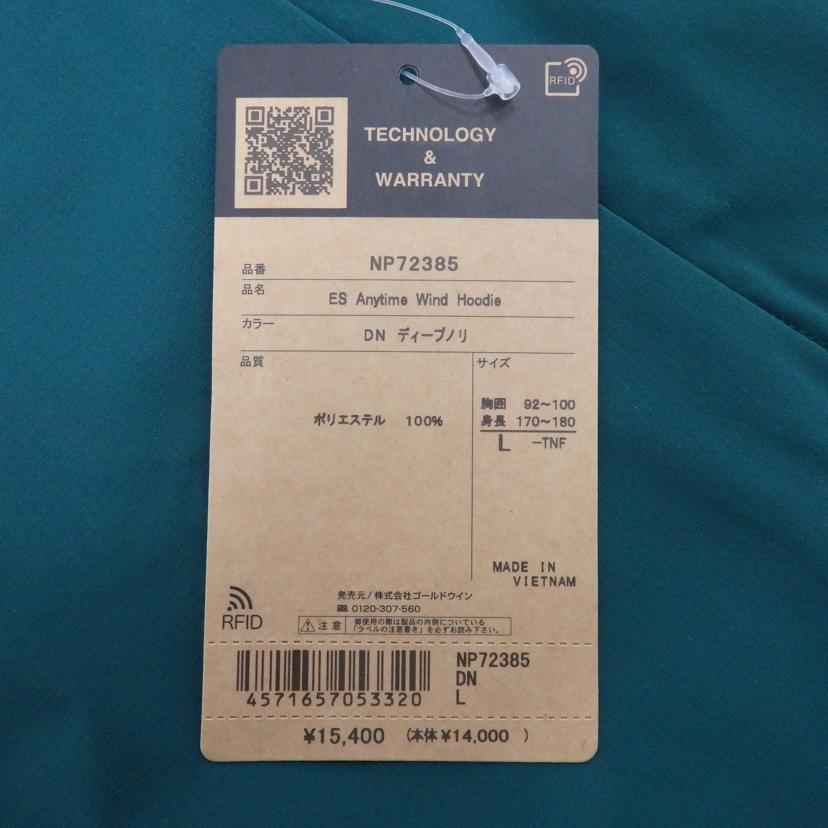 RFID
TECHNOLOGY
&
WARRANTY
品番 NP72385
品名 ES Anytime Wind Hoodie
カラー DN ディープノリ
品質 サイズ
ポリエステル 100%
胸囲 92~100
身長 170~180
L -TNF
MADE IN
VIETNAM
RFID
発売元/株式会社ゴールドウイン
0120-307-560
注意 御使用の際は製品の内側についている
「ラベルの注意書き」を必ずお読み下さい。
4571657053320
NP72385
DN
L
¥15,400 (本体¥14,000 )